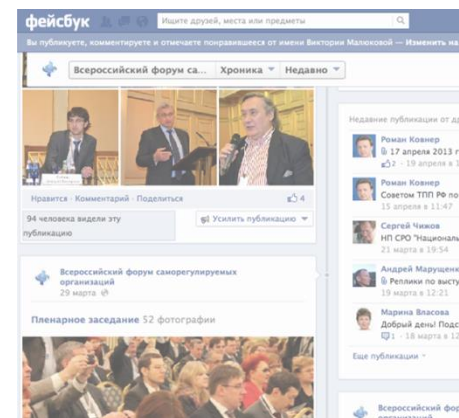 фейсбук
Ищите друзей, места или предметы
Вы публикуете, комментируете и отмечаете понравившееся от имени Виктории Малюковой — Изменить на
Всероссийский форум са... Хроника Недавно
Нравится · Комментарий · Поделиться
4
94 человека видели эту
публикацию
Усилить публикацию
Всероссийский форум саморегулируемых
организаций
29 марта
Пленарное заседание 52 фотографии
Недавние публикации от др
Роман Ковнер
17 апреля 2013 г
2 · 19 апреля в 1
Роман Ковнер
Советом ТПП РФ по
15 апреля в 11:47
Сергей Чижов
НП СРО "Националь
21 марта в 19:54
Андрей Марущенк
Реплики по высту
19 марта в 12:21
Марина Власова
Добрый день! Подс
1 · 18 марта в 12
Еще публикации
Всероссийский фор
организаций